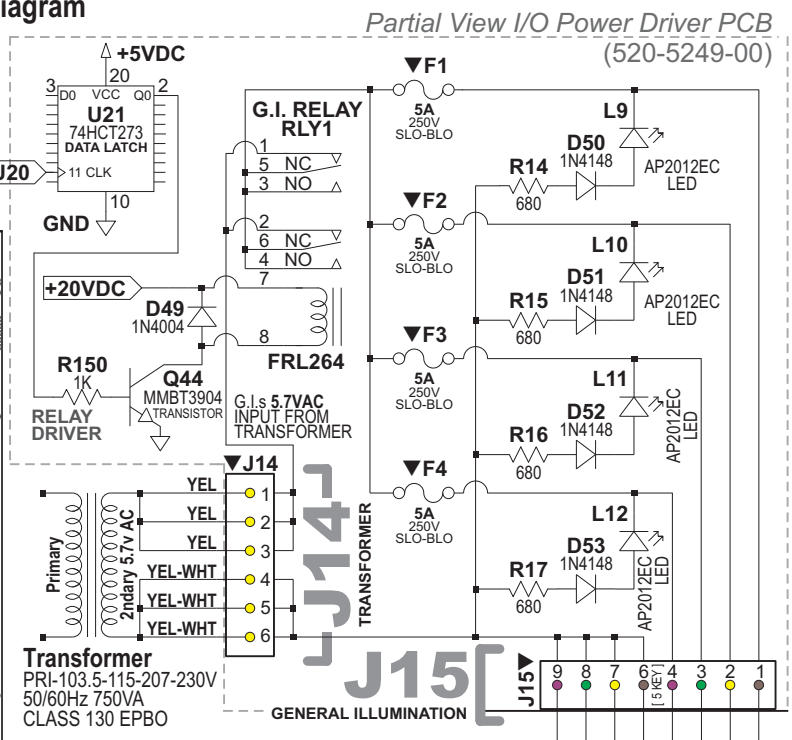 iagram
Partial View I/O Power Driver PCB
(520-5249-00)
+5VDC
20
3
D0
VCC
Q0
2
U21
74HCT273
DATA LATCH
U20
11 CLK
10
GND
G.I. RELAY
RLY1
1
5 NC
3 NO
2
6 NC
4 NO
7
8
FRL264
+20VDC
D49
1N4004
R150
1K
Q44
MMBT3904
TRANSISTOR
RELAY
DRIVER
G.I.s 5.7VAC
INPUT FROM
TRANSFORMER
▼F1
5A
250V
SLO-BLO
L9
D50
1N4148
R14
680
AP2012EC
LED
▼F2
5A
250V
SLO-BLO
L10
D51
1N4148
R15
680
AP2012EC
LED
▼F3
5A
250V
SLO-BLO
L11
D52
1N4148
R16
680
AP2012EC
LED
▼F4
5A
250V
SLO-BLO
L12
D53
1N4148
R17
680
AP2012EC
LED
▼J14
YEL 1
YEL 2
YEL 3
YEL-WHT 4
YEL-WHT 5
YEL-WHT 6
Primary
2ndary 5.7v AC
J14
TRANSFORMER
Transformer
PRI-103.5-115-207-230V
50/60Hz 750VA
CLASS 130 EPBO
J15
GENERAL ILLUMINATION
J15▼
9 8 7 6 [ 5 KEY ] 4 3 2 1